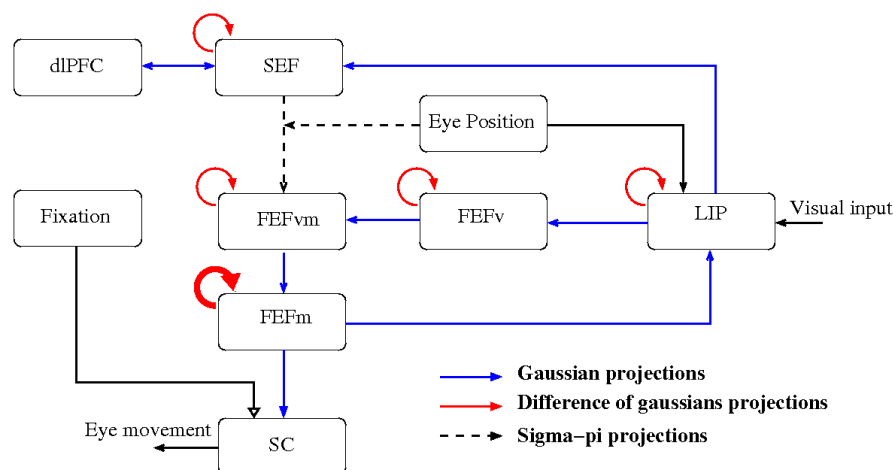 dlPFC
SEF
Eye Position
Fixation
FEFvm
FEFv
LIP
Visual input
FEFm
Gaussian projections
Difference of gaussians projections
Sigma−pi projections
Eye movement
SC